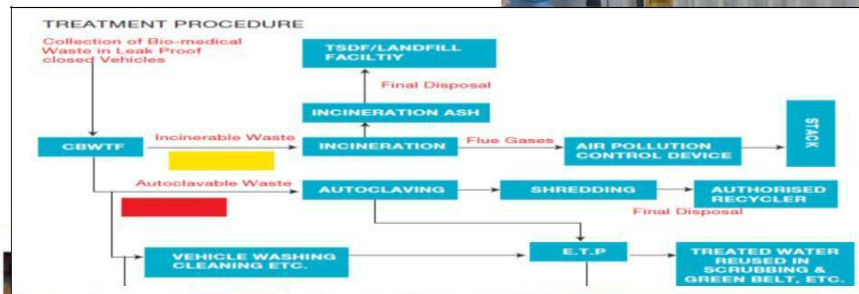 TREATMENT PROCEDURE
Collection of Bio-medical
Waste in Leak Proof
closed Vehicles
TSDF/LANDFILL
FACILTIY
Final Disposal
INCINERATION ASH
CBWTF
Incinerable Waste
INCINERATION
Flue Gases
AIR POLLUTION
CONTROL DEVICE
STACK
Autoclavable Waste
AUTOCLAVING
SHREDDING
AUTHORISED
RECYCLER
Final Disposal
VEHICLE WASHING
CLEANING ETC.
E.T.P
TREATED WATER
REUSED IN
SCRUBBING &
GREEN BELT, ETC.